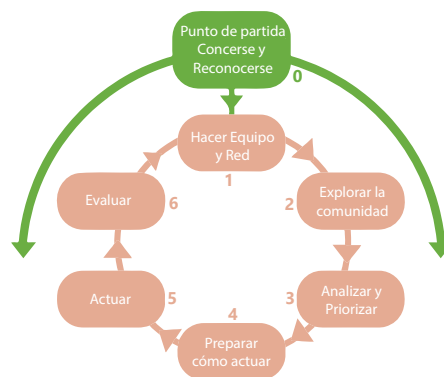 Punto de partida
Concerse y
Reconocerse
0
Hacer Equipo
y Red
1
Explorar la
comunidad
2
Analizar y
Priorizar
3
Preparar
cómo actuar
4
Actuar
5
Evaluar
6